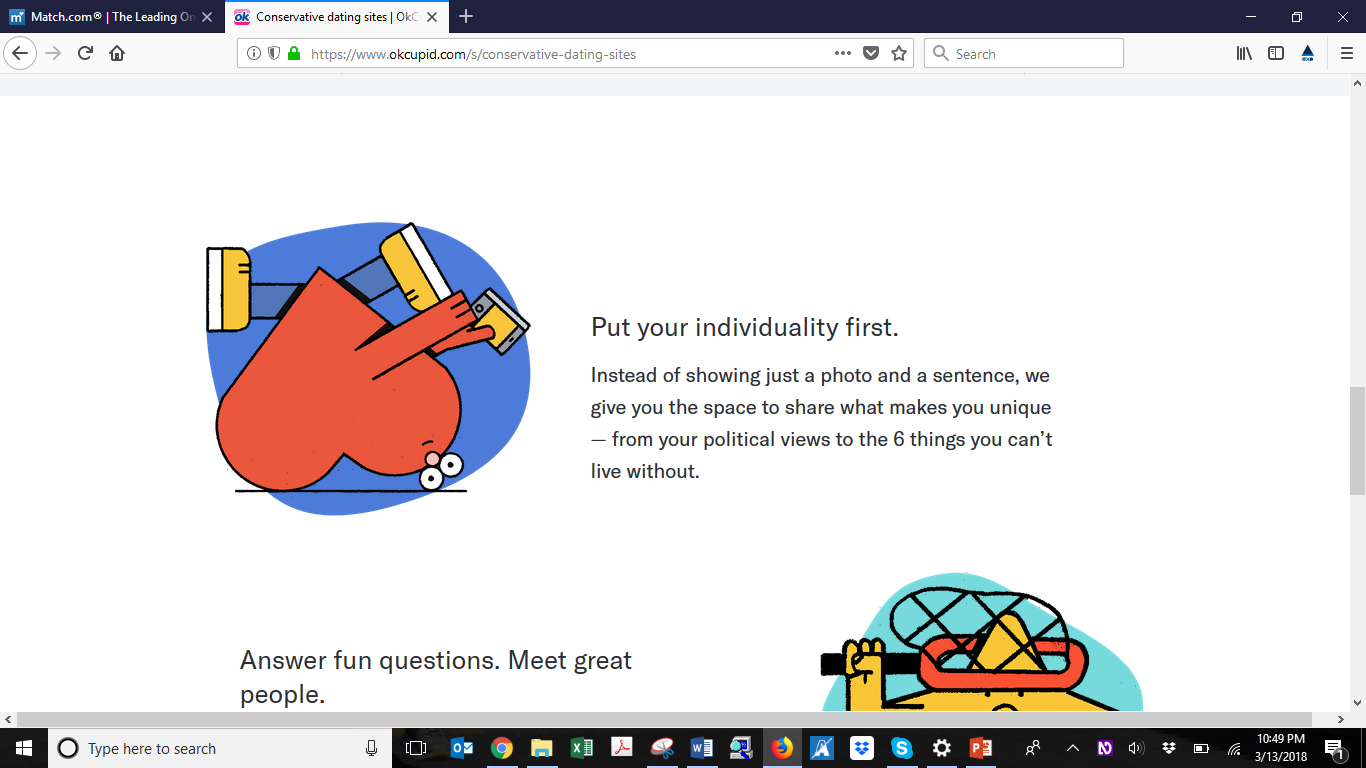 Match.com® | The Leading On
ok Conservative dating sites | OkC
https://www.okcupid.com/s/conservative-dating-sites
Search
Put your individuality first.
Instead of showing just a photo and a sentence, we
give you the space to share what makes you unique
— from your political views to the 6 things you can’t
live without.
Answer fun questions. Meet great
people.
Type here to search
10:49 PM
3/13/2018
1